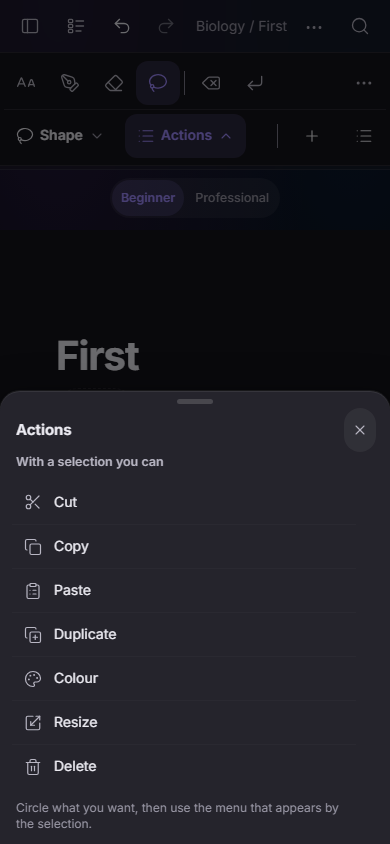 Biology / First
AA
Shape
Actions
Beginner
Professional
First
Actions
With a selection you can
Cut
Copy
Paste
Duplicate
Colour
Resize
Delete
Circle what you want, then use the menu that appears by
the selection.